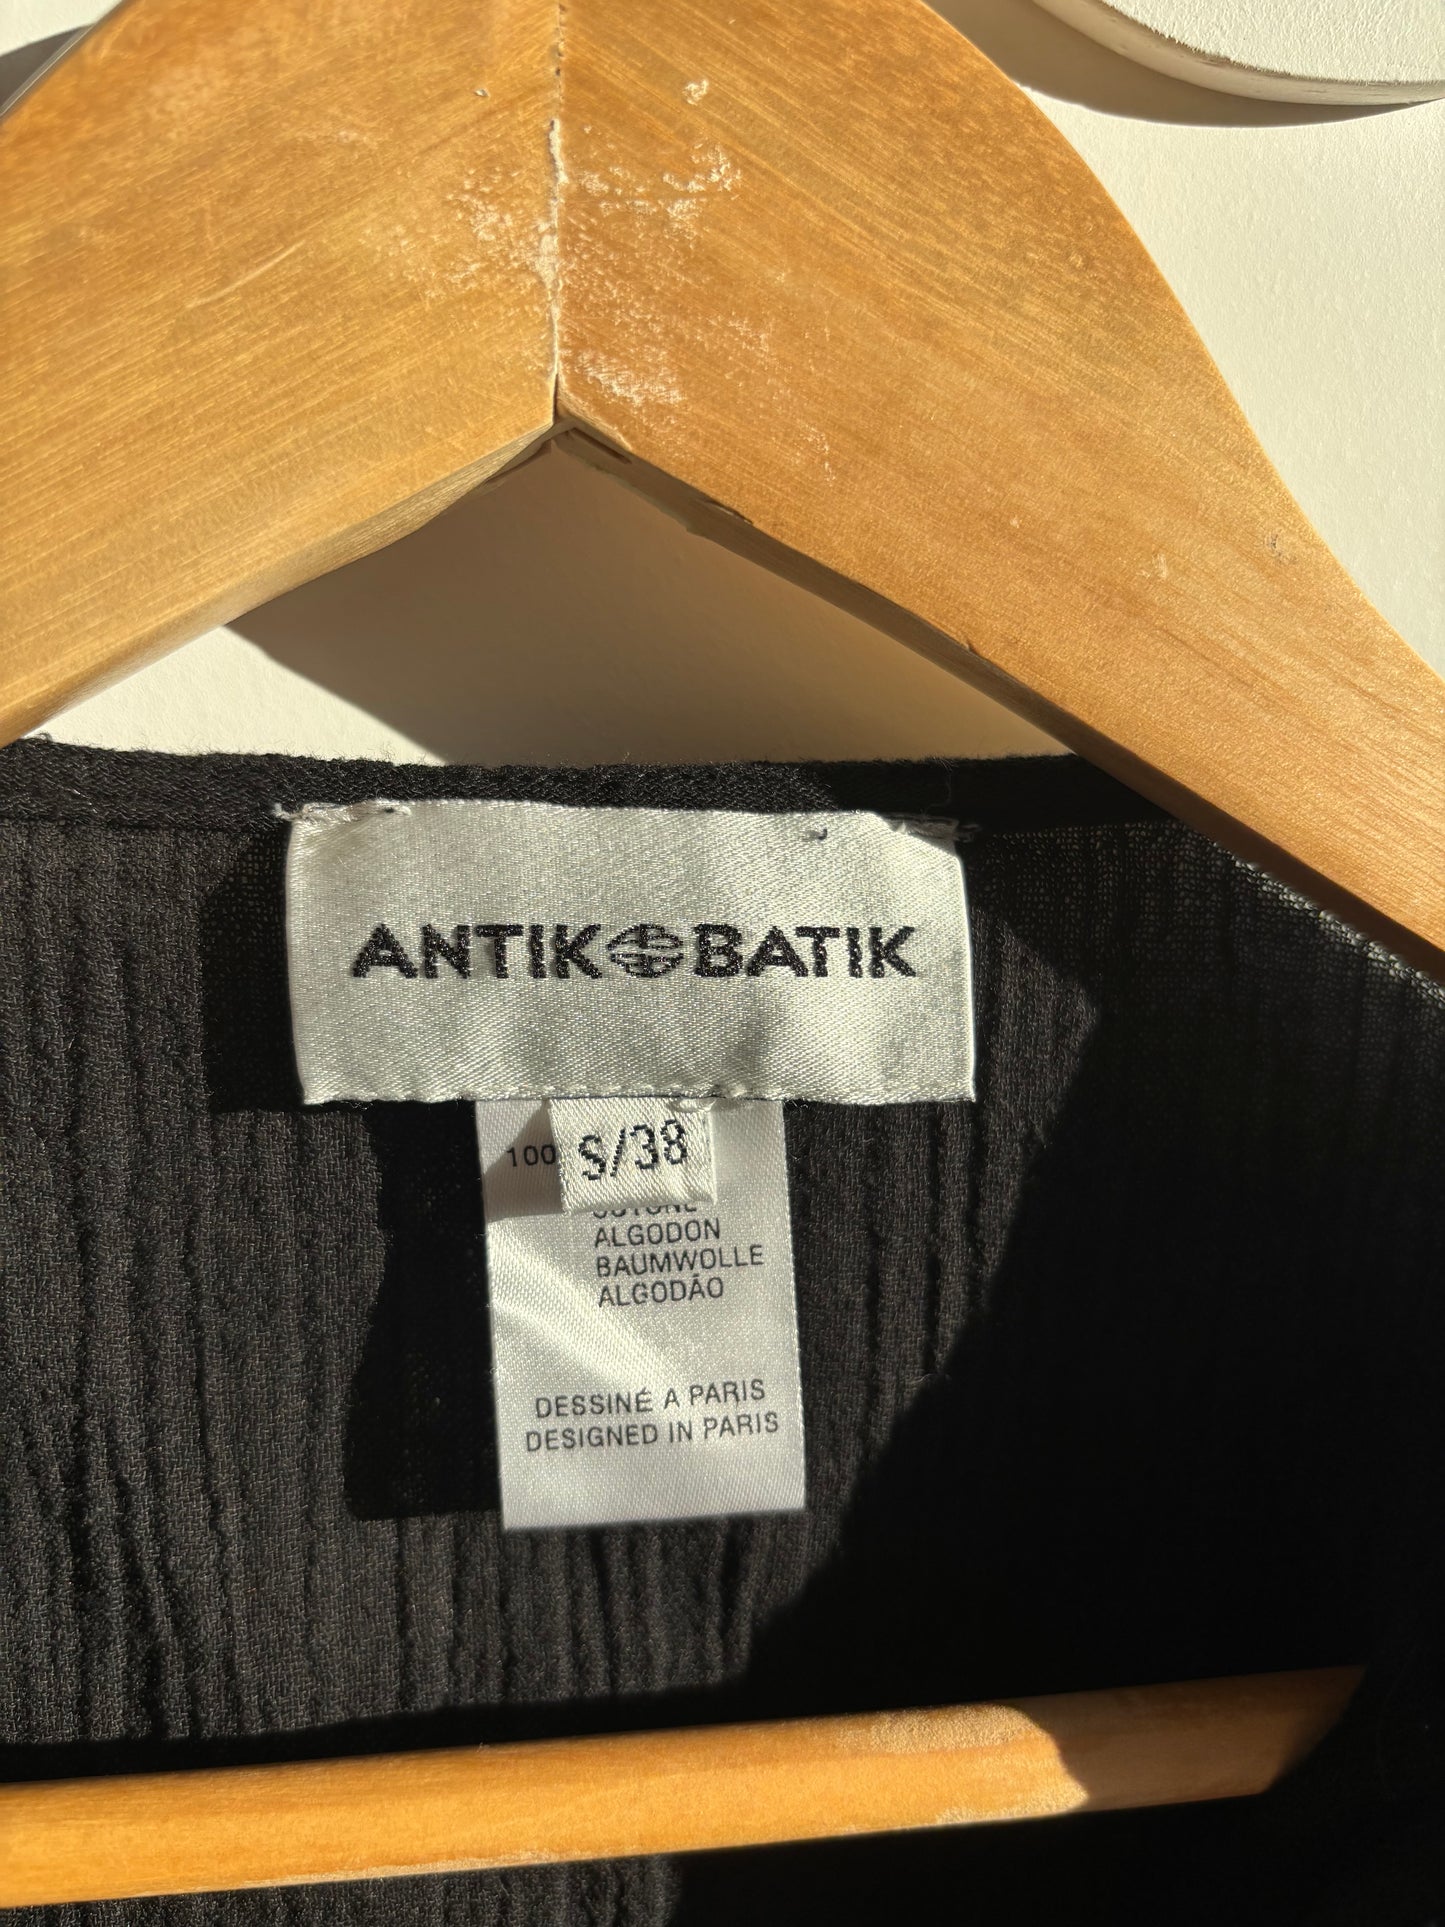 ANTIK BATIK
100 S/38
ALGODON
BAUMWOLLE
ALGODÃO
DESSINÉ A PARIS
DESIGNED IN PARIS